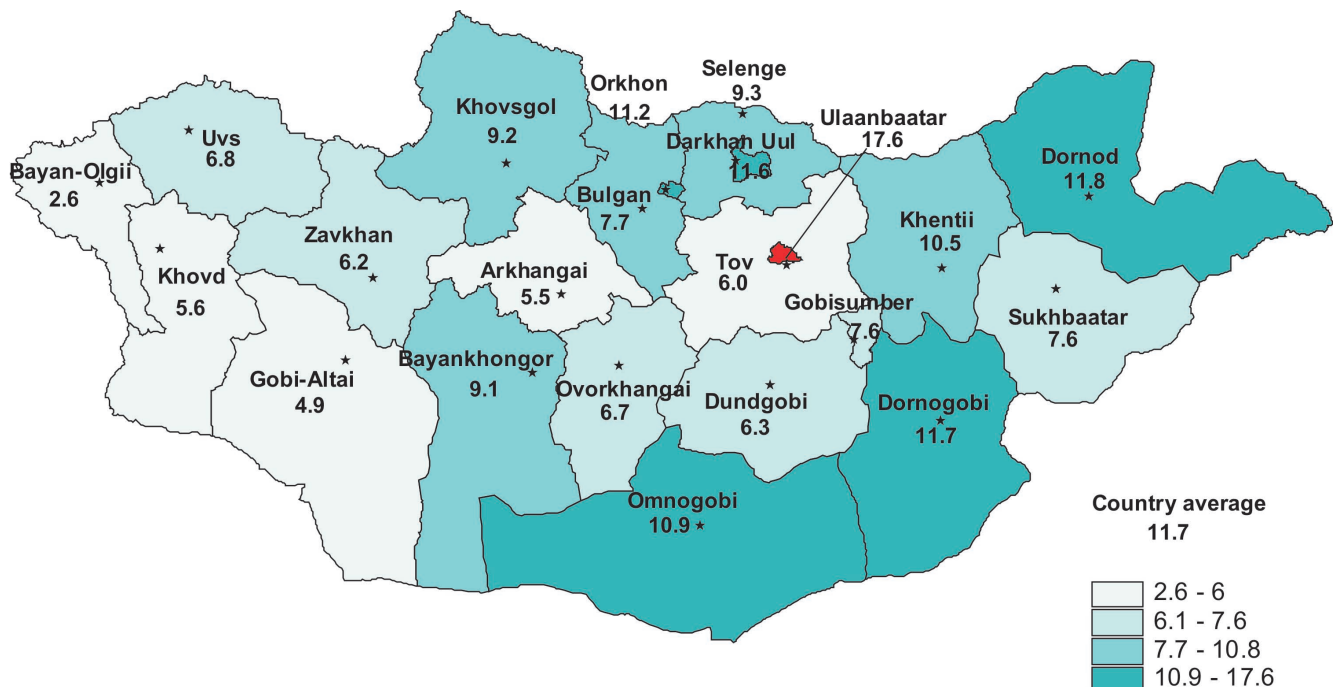 Orkhon
11.2
Selenge
9.3
Ulaanbaatar
17.6
Khovsgol
9.2
Uvs
6.8
Darkhan Uul
11.6
Dornod
11.8
Bayan-Olgii
2.6
Bulgan
7.7
Khentii
10.5
Zavkhan
6.2
Khovd
5.6
Arkhangai
5.5
Tov
6.0
Gobisumber
7.6
Sukhbaatar
7.6
Bayankhongor
9.1
Gobi-Altai
4.9
Ovorkhangai
6.7
Dundgobi
6.3
Dornogobi
11.7
Omnogobi
10.9
Country average
11.7
2.6 - 6
6.1 - 7.6
7.7 - 10.8
10.9 - 17.6